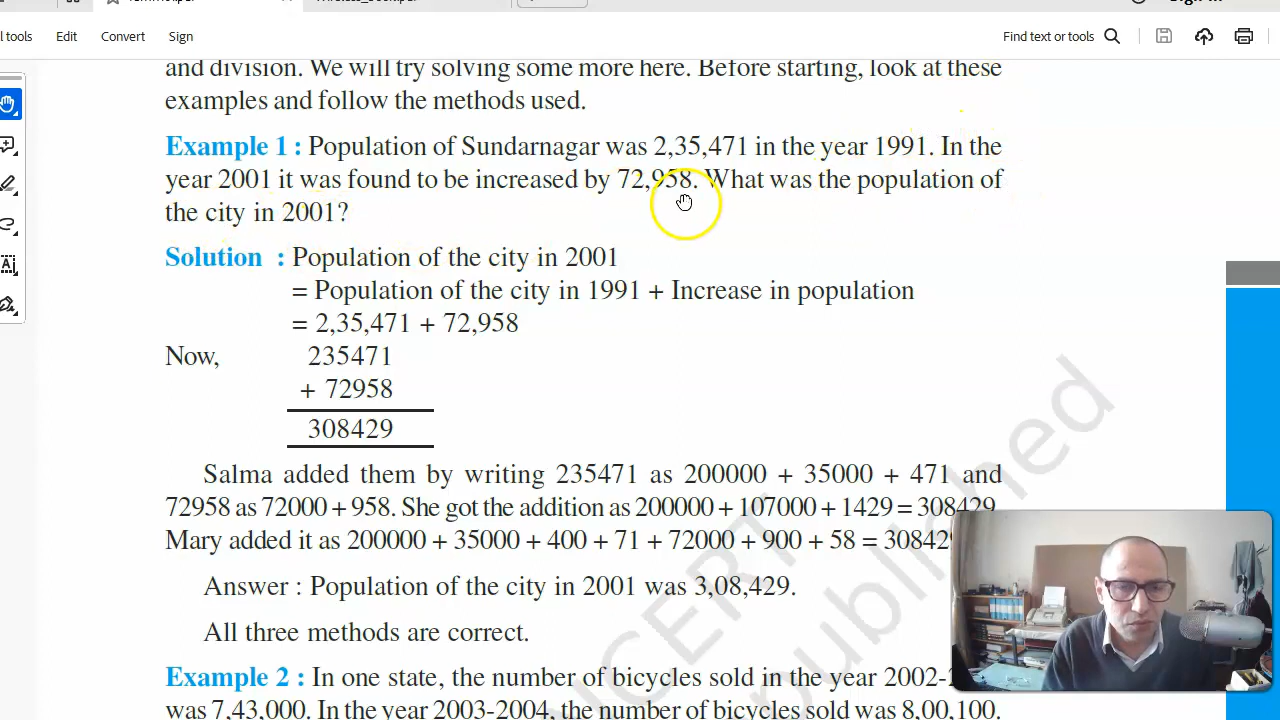 l tools Edit Convert Sign Find text or tools
and division. We will try solving some more here. Before starting, look at these
examples and follow the methods used.
Example 1 : Population of Sundarnagar was 2,35,471 in the year 1991. In the
year 2001 it was found to be increased by 72,958. What was the population of
the city in 2001?
Solution : Population of the city in 2001
= Population of the city in 1991 + Increase in population
= 2,35,471 + 72,958
Now, 235471
+ 72958
308429
Salma added them by writing 235471 as 200000 + 35000 + 471 and
72958 as 72000 + 958. She got the addition as 200000 + 107000 + 1429 = 308429
Mary added it as 200000 + 35000 + 400 + 71 + 72000 + 900 + 58 = 30842
Answer : Population of the city in 2001 was 3,08,429.
All three methods are correct.
Example 2 : In one state, the number of bicycles sold in the year 2002-2
was 7,43,000. In the year 2003-2004, the number of bicycles sold was 8,00,100.
NCERT
published